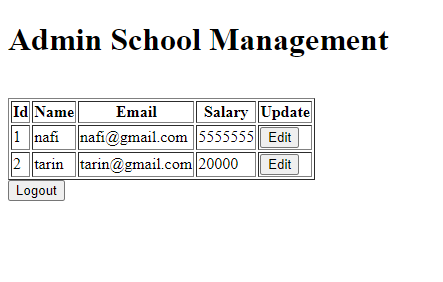 Admin School Management
Id Name Email Salary Update
1 nafi nafi@gmail.com 5555555 Edit
2 tarin tarin@gmail.com 20000 Edit
Logout